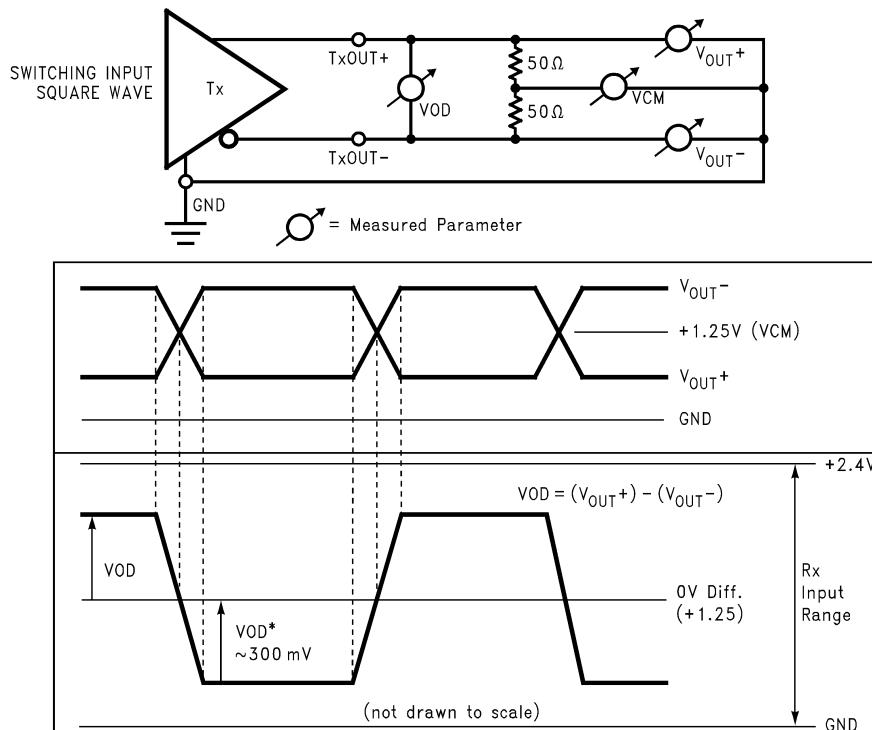 SWITCHING INPUT
SQUARE WAVE
Tx
TxOUT+
TxOUT-
VOD
50Ω
50Ω
VCM
VOUT+
VOUT-
GND
= Measured Parameter
VOUT-
+1.25V (VCM)
VOUT+
GND
+2.4V
VOD = (VOUT+) - (VOUT-)
VOD
VOD*
~300 mV
0V Diff.
(+1.25)
Rx
Input
Range
(not drawn to scale)
GND